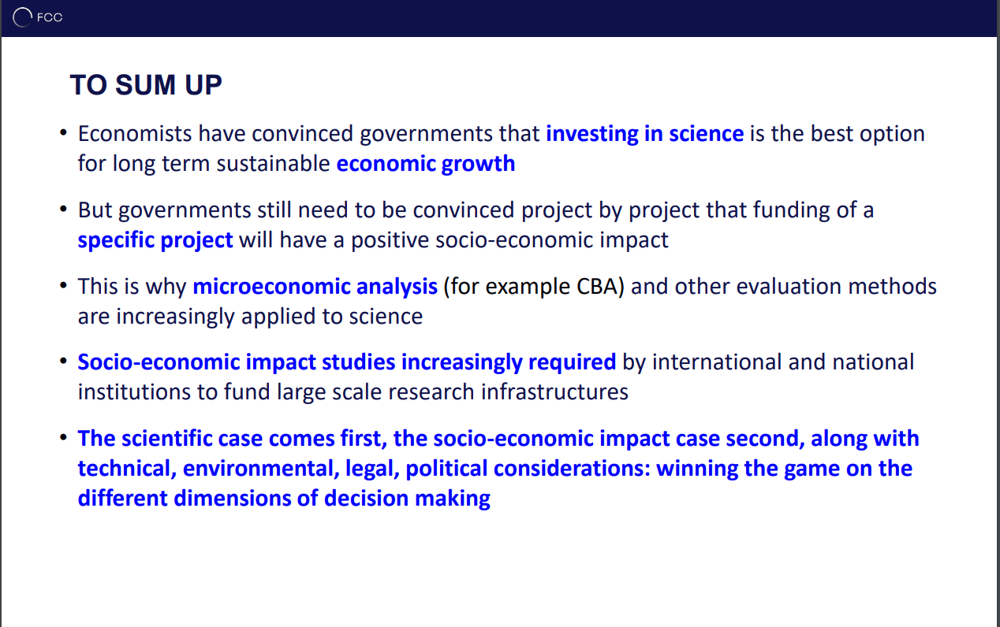 FCC
TO SUM UP
• Economists have convinced governments that investing in science is the best option
for long term sustainable economic growth
• But governments still need to be convinced project by project that funding of a
specific project will have a positive socio-economic impact
• This is why microeconomic analysis (for example CBA) and other evaluation methods
are increasingly applied to science
• Socio-economic impact studies increasingly required by international and national
institutions to fund large scale research infrastructures
• The scientific case comes first, the socio-economic impact case second, along with
technical, environmental, legal, political considerations: winning the game on the
different dimensions of decision making